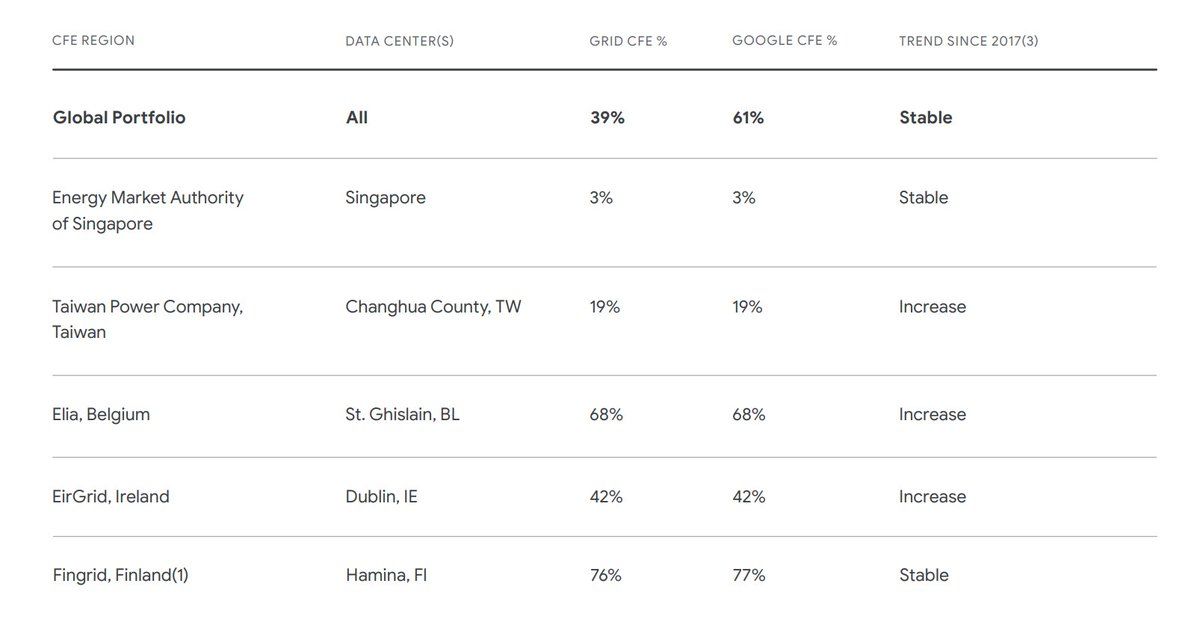 CFE REGION DATA CENTER(S) GRID CFE % GOOGLE CFE % TREND SINCE 2017(3)
Global Portfolio All 39% 61% Stable
Energy Market Authority Singapore 3% 3% Stable
of Singapore
Taiwan Power Company, Changhua County, TW 19% 19% Increase
Taiwan
Elia, Belgium St. Ghislain, BL 68% 68% Increase
EirGrid, Ireland Dublin, IE 42% 42% Increase
Fingrid, Finland(1) Hamina, FI 76% 77% Stable